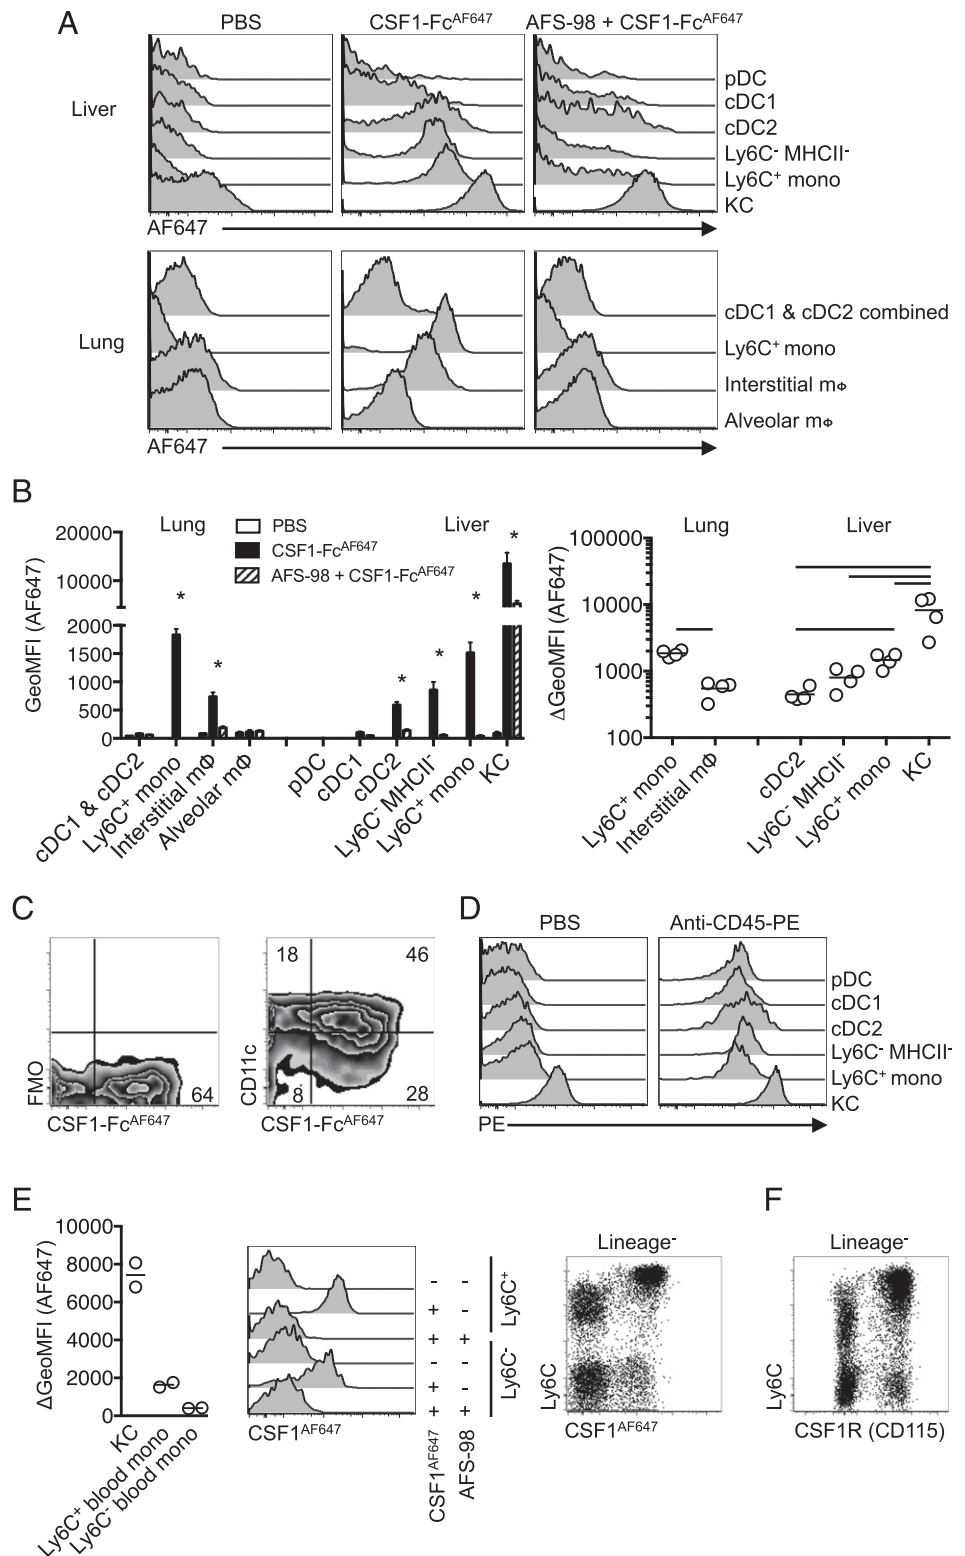 A
PBS
CSF1-Fc^AF647
AFS-98 + CSF1-Fc^AF647
Liver
pDC
cDC1
cDC2
Ly6C⁻ MHCII⁻
Ly6C⁺ mono
KC
AF647
Lung
cDC1 & cDC2 combined
Ly6C⁺ mono
Interstitial mΦ
Alveolar mΦ
AF647
B
GeoMFI (AF647)
20000
10000
2000
1500
1000
500
0
Lung
Liver
PBS
CSF1-Fc^AF647
AFS-98 + CSF1-Fc^AF647
*
*
*
*
*
*
cDC1 & cDC2
Ly6C⁺ mono
Interstitial mΦ
Alveolar mΦ
pDC
cDC1
cDC2
Ly6C⁻ MHCII⁻
Ly6C⁺ mono
KC
ΔGeoMFI (AF647)
100000
10000
1000
100
Lung
Liver
Ly6C⁺ mono
Interstitial mΦ
cDC2
Ly6C⁻ MHCII⁻
Ly6C⁺ mono
KC
C
FMO
64
CSF1-Fc^AF647
CD11c
18
46
8
28
CSF1-Fc^AF647
D
PBS
Anti-CD45-PE
pDC
cDC1
cDC2
Ly6C⁻ MHCII⁻
Ly6C⁺ mono
KC
PE
E
ΔGeoMFI (AF647)
10000
8000
6000
4000
2000
0
KC
Ly6C⁺ blood mono
Ly6C⁻ blood mono
CSF1^AF647
- -
+ -
+ +
- -
+ -
+ +
CSF1^AF647
AFS-98
Ly6C⁺
Ly6C⁻
Lineage⁻
Ly6C
CSF1^AF647
F
Lineage⁻
Ly6C
CSF1R (CD115)